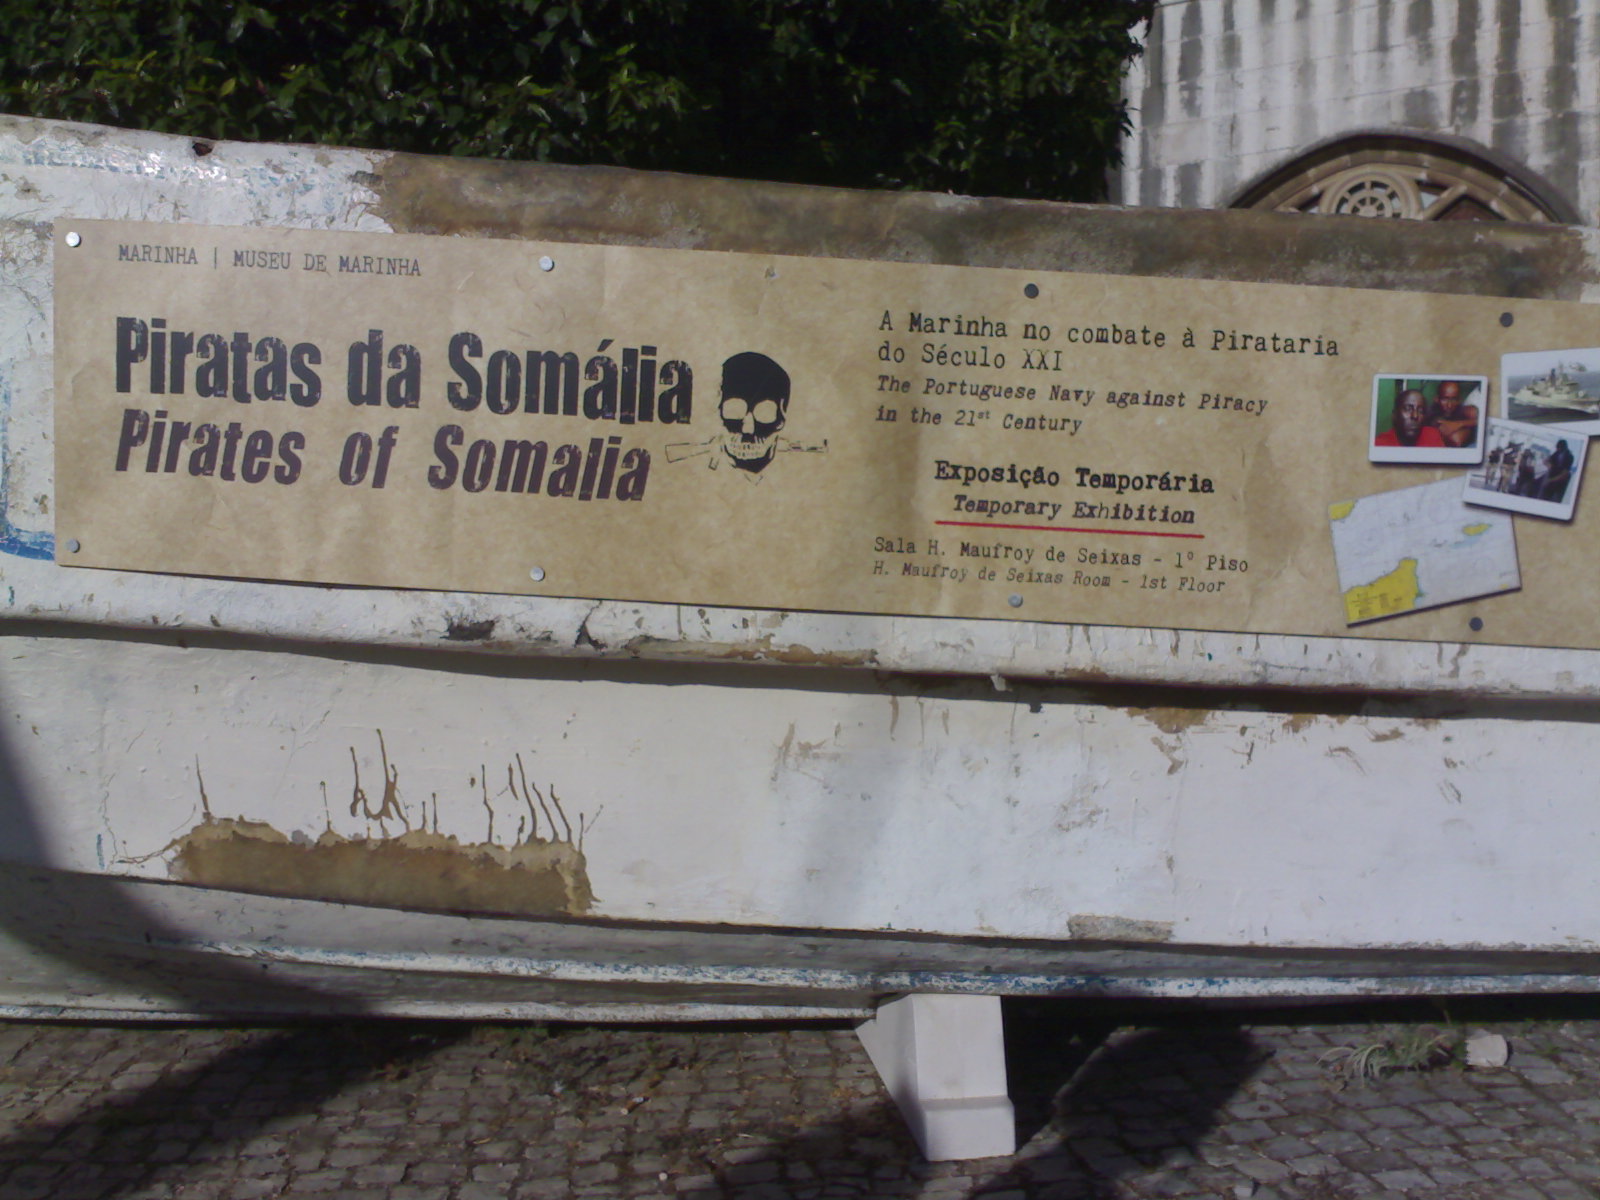 MARINHA | MUSEU DE MARINHA
Piratas da Somália
Pirates of Somalia
A Marinha no combate à Pirataria
do Século XXI
The Portuguese Navy against Piracy
in the 21st Century
Exposição Temporária
Temporary Exhibition
Sala H. Maufroy de Seixas - 1º Piso
H. Maufroy de Seixas Room - 1st Floor